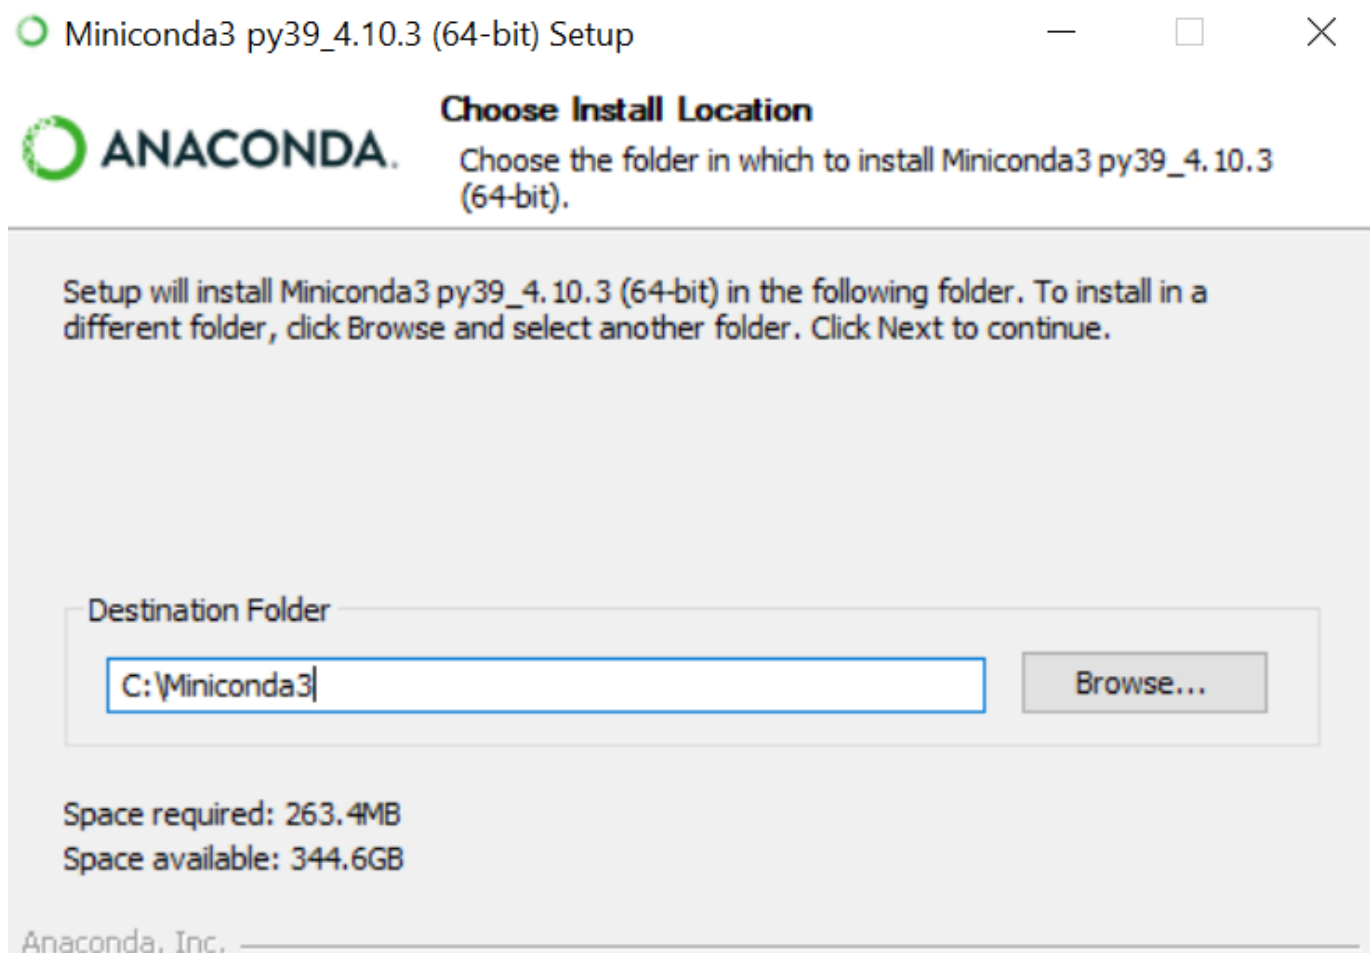 Miniconda3 py39_4.10.3 (64-bit) Setup
ANACONDA.
Choose Install Location
Choose the folder in which to install Miniconda3 py39_4.10.3
(64-bit).
Setup will install Miniconda3 py39_4.10.3 (64-bit) in the following folder. To install in a
different folder, click Browse and select another folder. Click Next to continue.
Destination Folder
C:\Miniconda3
Browse...
Space required: 263.4MB
Space available: 344.6GB
Anaconda, Inc.